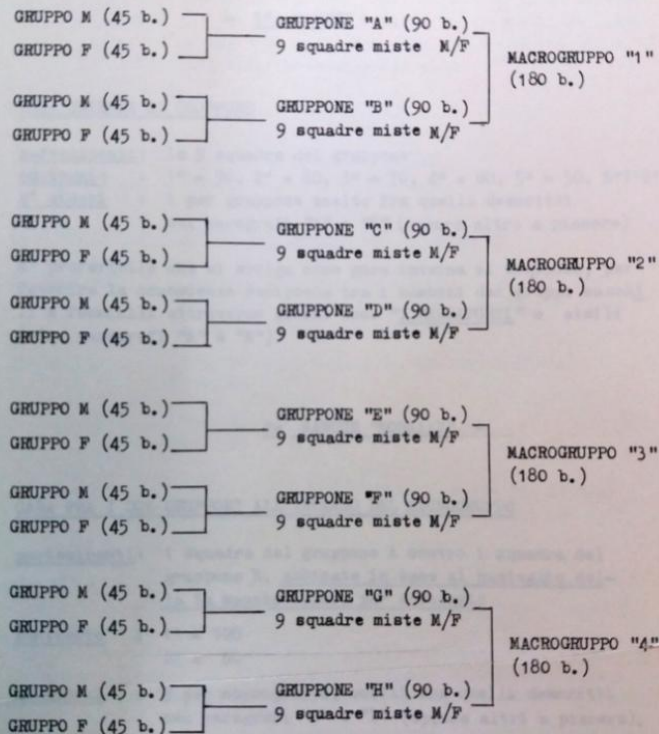 GRUPPO M (45 b.)
GRUPPO F (45 b.)
GRUPPONE "A" (90 b.)
9 squadre miste M/F
GRUPPO M (45 b.)
GRUPPO F (45 b.)
GRUPPONE "B" (90 b.)
9 squadre miste M/F
MACROGRUPPO "1"
(180 b.)
GRUPPO M (45 b.)
GRUPPO F (45 b.)
GRUPPONE "C" (90 b.)
9 squadre miste M/F
GRUPPO M (45 b.)
GRUPPO F (45 b.)
GRUPPONE "D" (90 b.)
9 squadre miste M/F
MACROGRUPPO "2"
(180 b.)
GRUPPO M (45 b.)
GRUPPO F (45 b.)
GRUPPONE "E" (90 b.)
9 squadre miste M/F
GRUPPO M (45 b.)
GRUPPO F (45 b.)
GRUPPONE "F" (90 b.)
9 squadre miste M/F
MACROGRUPPO "3"
(180 b.)
GRUPPO M (45 b.)
GRUPPO F (45 b.)
GRUPPONE "G" (90 b.)
9 squadre miste M/F
GRUPPO M (45 b.)
GRUPPO F (45 b.)
GRUPPONE "H" (90 b.)
9 squadre miste M/F
MACROGRUPPO "4"
(180 b.)